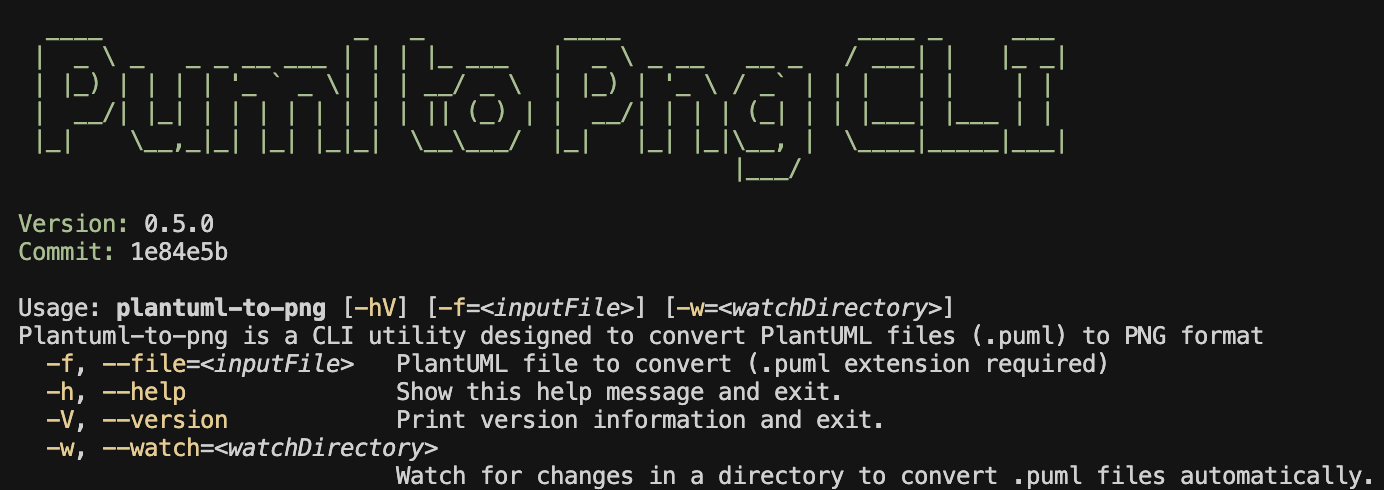 Puml to Png CLI
Version: 0.5.0
Commit: 1e84e5b
Usage: plantuml-to-png [-hV] [-f=<inputFile>] [-w=<watchDirectory>]
Plantuml-to-png is a CLI utility designed to convert PlantUML files (.puml) to PNG format
-f, --file=<inputFile>   PlantUML file to convert (.puml extension required)
-h, --help               Show this help message and exit.
-V, --version            Print version information and exit.
-w, --watch=<watchDirectory>
Watch for changes in a directory to convert .puml files automatically.